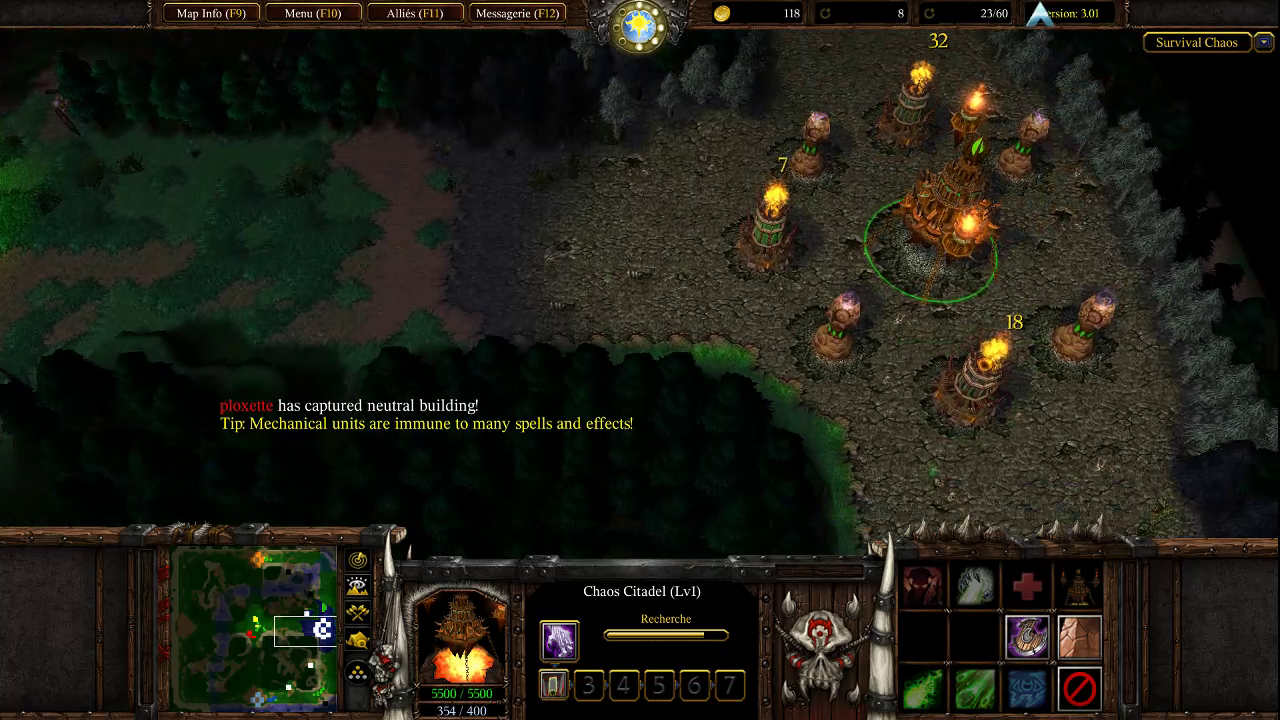 Map Info (F9)
Menu (F10)
Alliés (F11)
Messagerie (F12)
118
8
23/60
ersion: 3.01
32
Survival Chaos
7
18
ploxette has captured neutral building!
Tip: Mechanical units are immune to many spells and effects!
Chaos Citadel (Lv1)
Recherche
3 4 5 6 7
5500 / 5500
354 / 400